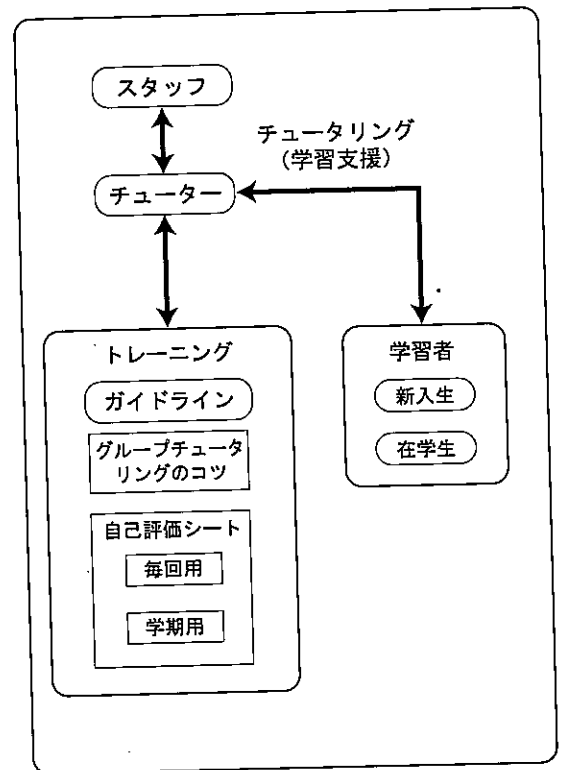 スタッフ
チュータリング
(学習支援)
チューター
トレーニング
ガイドライン
グループチュータ
リングのコツ
自己評価シート
毎回用
学期用
学習者
新入生
在学生